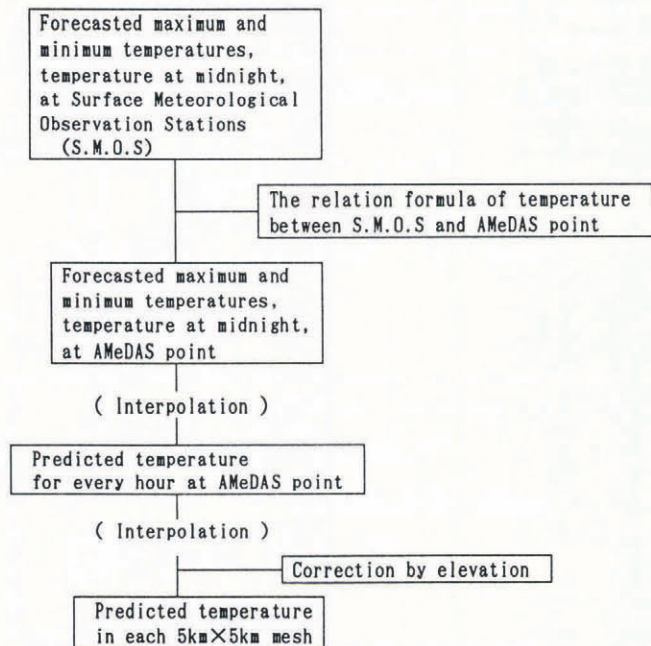 Forecasted maximum and
minimum temperatures,
temperature at midnight,
at Surface Meteorological
Observation Stations
(S.M.O.S)
The relation formula of temperature
between S.M.O.S and AMeDAS point
Forecasted maximum and
minimum temperatures,
temperature at midnight,
at AMeDAS point
( Interpolation )
Predicted temperature
for every hour at AMeDAS point
( Interpolation )
Correction by elevation
Predicted temperature
in each 5km×5km mesh